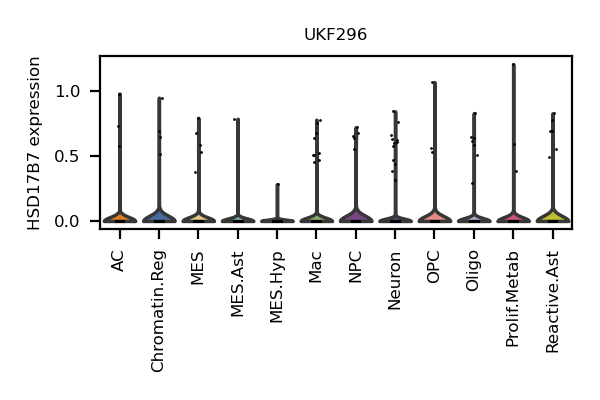 UKF296
HSD17B7 expression
1.0
0.5
0.0
AC
Chromatin.Reg
MES
MES.Ast
MES.Hyp
Mac
NPC
Neuron
OPC
Oligo
Prolif.Metab
Reactive.Ast